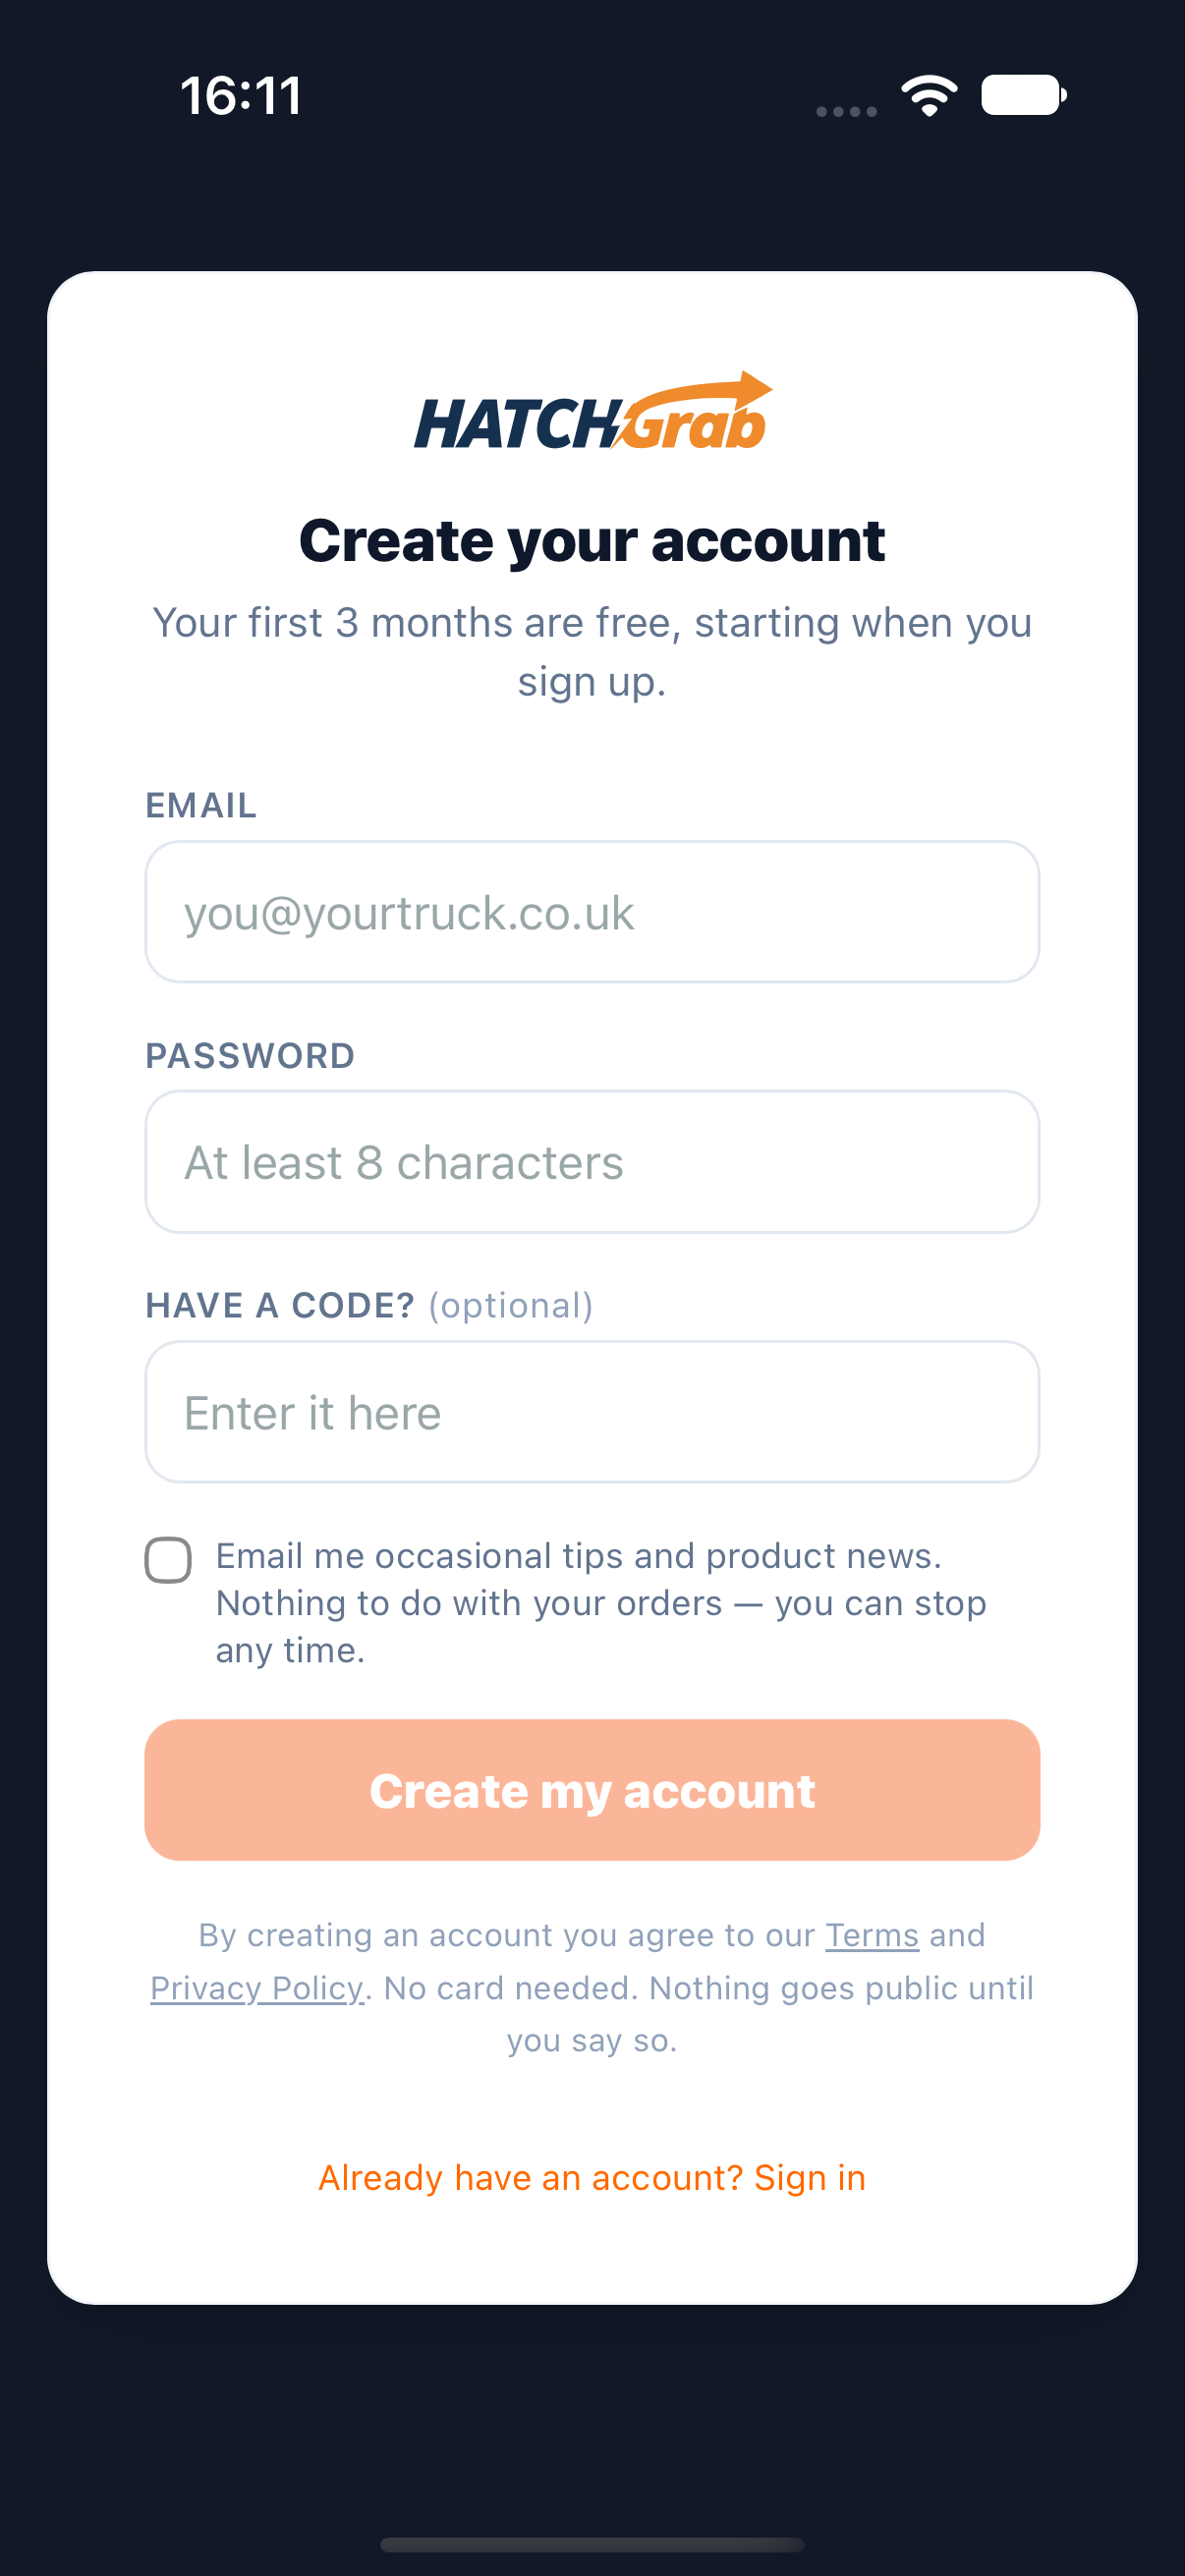 16:11
HATCHGrab
Create your account
Your first 3 months are free, starting when you
sign up.
EMAIL
you@yourtruck.co.uk
PASSWORD
At least 8 characters
HAVE A CODE? (optional)
Enter it here
Email me occasional tips and product news.
Nothing to do with your orders — you can stop
any time.
Create my account
By creating an account you agree to our Terms and
Privacy Policy. No card needed. Nothing goes public until
you say so.
Already have an account? Sign in